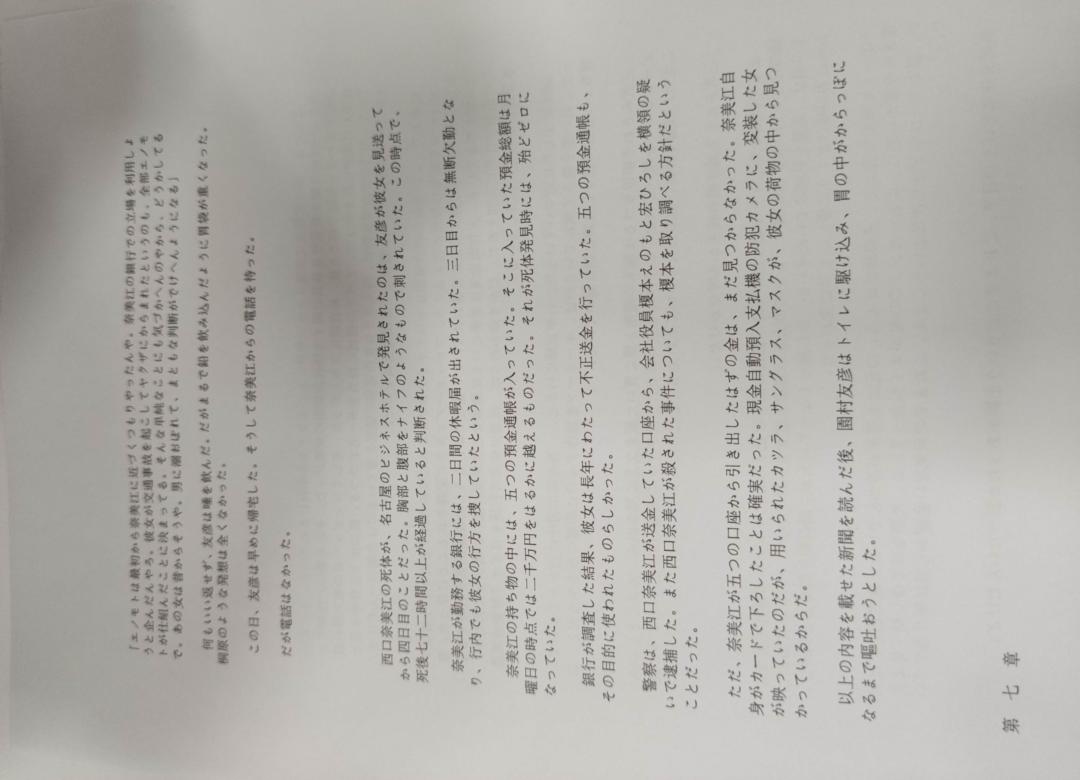 「エノモトは最初から奈美江に近づくつもりやったんや。奈美江の銀行での立場を利用しょ
うと企んだんやろ。彼女が交通事故を起こしてヤクザにからまれたというのも、全部エノモ
トが仕組んだことに決まってる。そんな単純なことにも気づかへんのやから、どうかしてる
で。あの女は昔からそうや。男に溺おぼれて、まともな判断がでけへんようになる」
何もいい返せず、友彦は唾を飲んだ。だがまるで鉛を飲み込んだように胃袋が重くなった。
桐原のような発想は全くなかった。
この日、友彦は早めに帰宅した。そうして奈美江からの電話を待った。
だが電話はなかった。
西口奈美江の死体が、名古屋のビジネスホテルで発見されたのは、友彦が彼女を見送って
から四日目のことだった。胸部と腹部をナイフのようなもので刺されていた。この時点で、
死後七十二時間以上が経過していると判断された。
奈美江が勤務する銀行には、二日間の休暇届が出されていた。三日目からは無断欠勤とな
り、行内でも彼女の行方を捜していたという。
奈美江の持ち物の中には、五つの預金通帳が入っていた。そこに入っていた預金総額は月
曜日の時点では二千万円をはるかに越えるものだった。それが死体発見時には、殆どゼロに
なっていた。
銀行が調査した結果、彼女は長年にわたって不正送金を行っていた。五つの預金通帳も、
その目的に使われたものらしかった。
警察は、西口奈美江が送金していた口座から、会社役員榎本えのもと宏ひろしを横領の疑
いで逮捕した。また西口奈美江が殺された事件についても、榎本を取り調べる方針だという
ことだった。
ただ、奈美江が五つの口座から引き出したはずの金は、まだ見つからなかった。奈美江自
身がカードで下ろしたことは確実だった。現金自動預入支払機の防犯カメラに、変装した女
が映っていたのだが、用いられたカツラ、サングラス、マスクが、彼女の荷物の中から見つ
かっているからだ。
以上の内容を載せた新聞を読んだ後、園村友彦はトイレに駆け込み、胃の中がからっぽに
なるまで嘔吐おうとした。
第 七 章